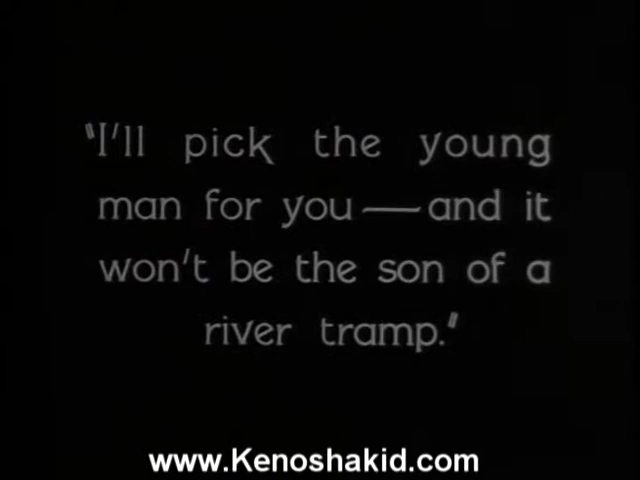 "I'll pick the young
man for you — and it
won't be the son of a
river tramp."
www.Kenoshakid.com